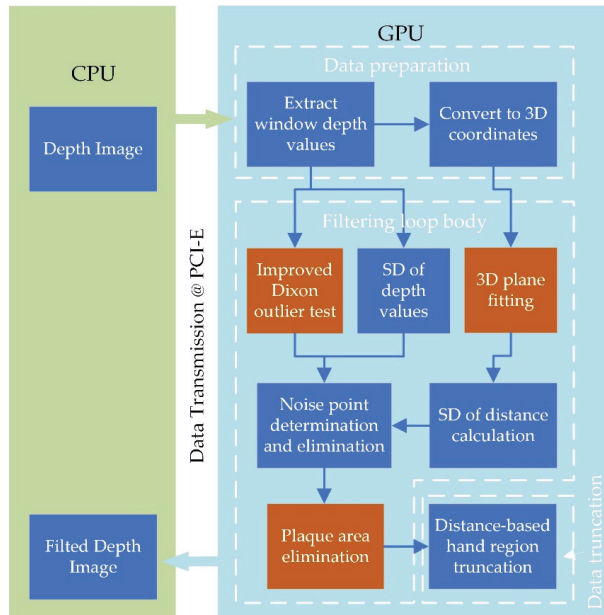 CPU
Depth Image
Filted Depth
Image
Data Transmission @ PCI-E
GPU
Data preparation
Extract
window depth
values
Convert to 3D
coordinates
Filtering loop body
Improved
Dixon
outlier test
SD of
depth
values
3D plane
fitting
Noise point
determination
and elimination
SD of distance
calculation
Plaque area
elimination
Distance-based
hand region
truncation
Data truncation